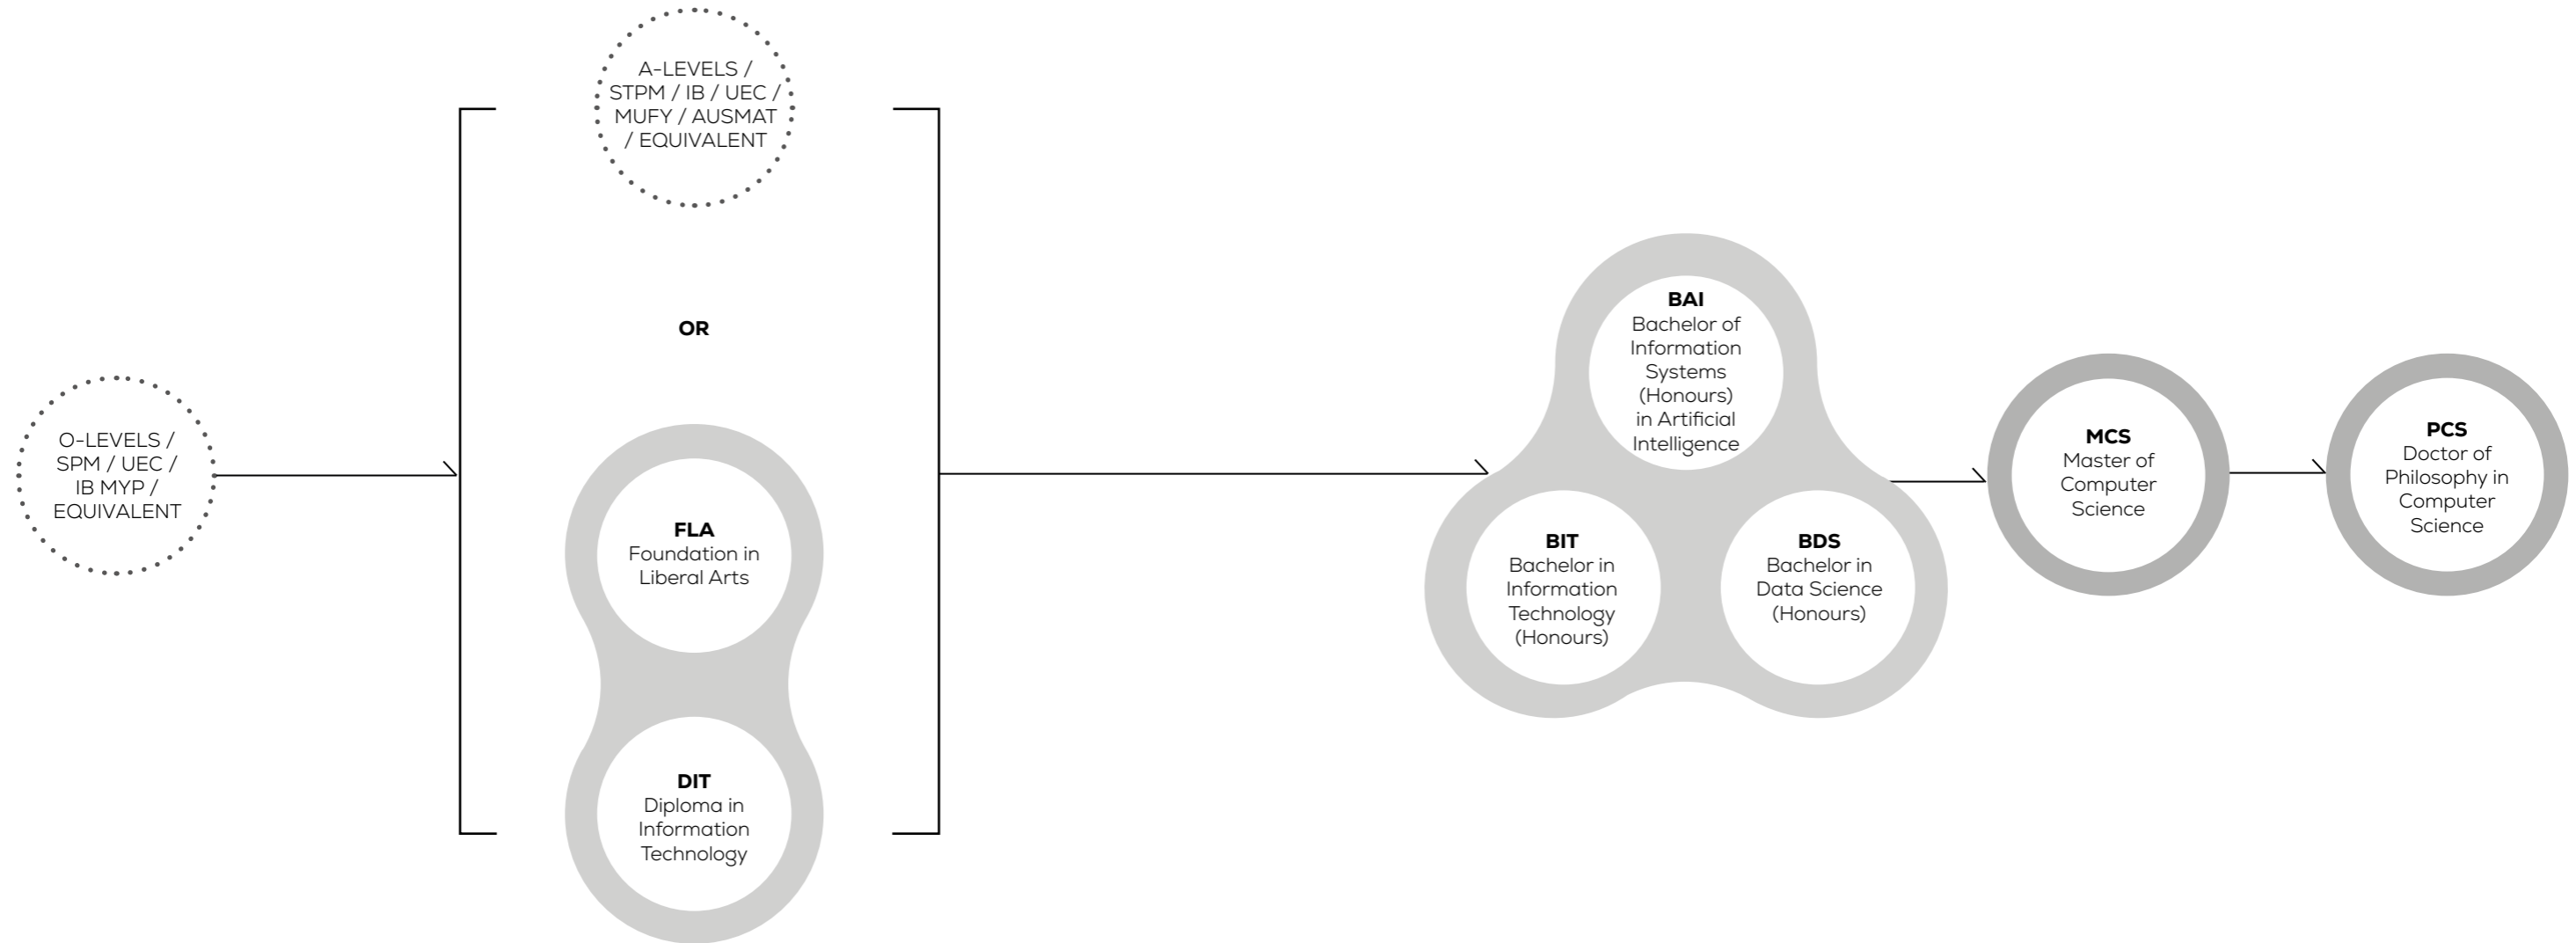 O-LEVELS /
SPM / UEC /
IB MYP /
EQUIVALENT
A-LEVELS /
STPM / IB / UEC /
MUFY / AUSMAT
/ EQUIVALENT
OR
FLA
Foundation in
Liberal Arts
DIT
Diploma in
Information
Technology
BAI
Bachelor of
Information
Systems
(Honours)
in Artificial
Intelligence
BIT
Bachelor in
Information
Technology
(Honours)
BDS
Bachelor in
Data Science
(Honours)
MCS
Master of
Computer
Science
PCS
Doctor of
Philosophy in
Computer
Science